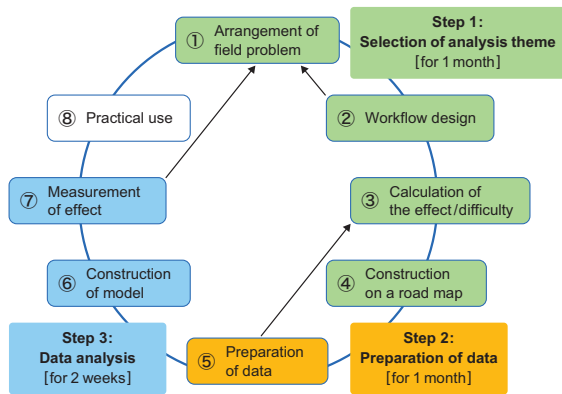 ① Arrangement of
field problem
Step 1:
Selection of analysis theme
[for 1 month]
② Workflow design
③ Calculation of
the effect/difficulty
④ Construction
on a road map
Step 2:
Preparation of data
[for 1 month]
⑤ Preparation
of data
Step 3:
Data analysis
[for 2 weeks]
⑥ Construction
of model
⑦ Measurement
of effect
⑧ Practical use